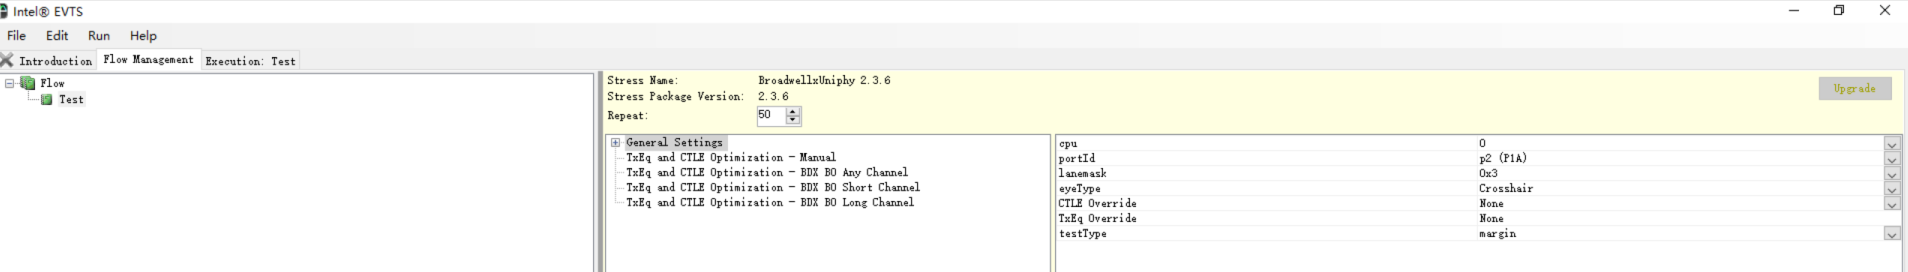 Intel® EVTS
File Edit Run Help
Introduction Flow Management Execution: Test
Flow
Test
Stress Name: BroadwellxUniphy 2.3.6
Stress Package Version: 2.3.6
Repeat: 50
Upgrade
General Settings
TxEq and CTLE Optimization - Manual
TxEq and CTLE Optimization - BDX B0 Any Channel
TxEq and CTLE Optimization - BDX B0 Short Channel
TxEq and CTLE Optimization - BDX B0 Long Channel
cpu 0
portId p2 (P1A)
lanemask 0x3
eyeType Crosshair
CTLE Override None
TxEq Override None
testType margin